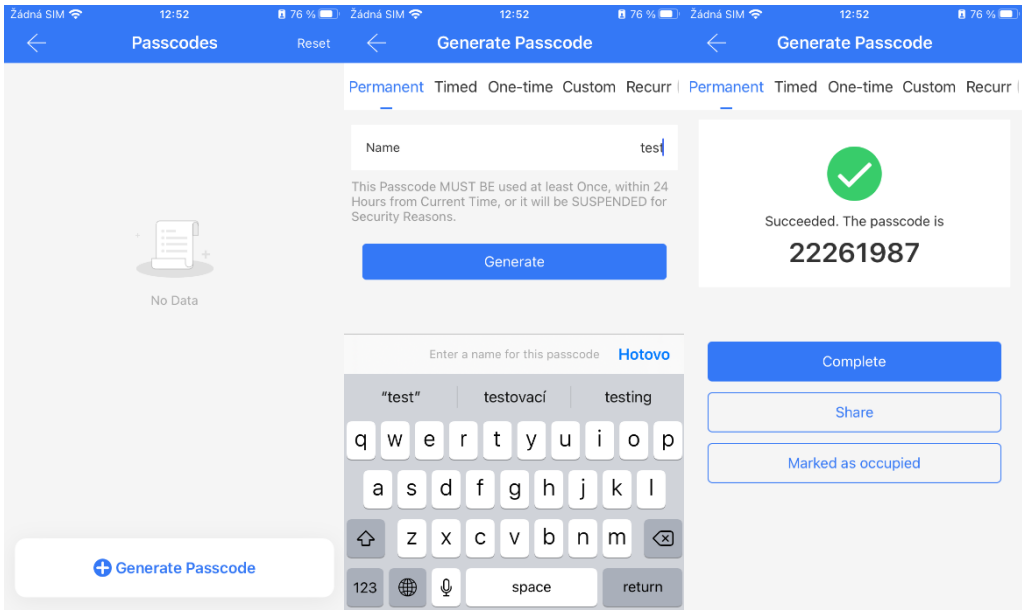 Žádná SIM 12:52 76 %
Passcodes Reset
No Data
Generate Passcode
Žádná SIM 12:52 76 %
Generate Passcode
Permanent Timed One-time Custom Recurr
Name test
This Passcode MUST BE used at least Once, within 24
Hours from Current Time, or it will be SUSPENDED for
Security Reasons.
Generate
Enter a name for this passcode Hotovo
"test" testovací testing
q w e r t y u i o p
a s d f g h j k l
z x c v b n m
123 space return
Žádná SIM 12:52 76 %
Generate Passcode
Permanent Timed One-time Custom Recurr
Succeeded. The passcode is
22261987
Complete
Share
Marked as occupied